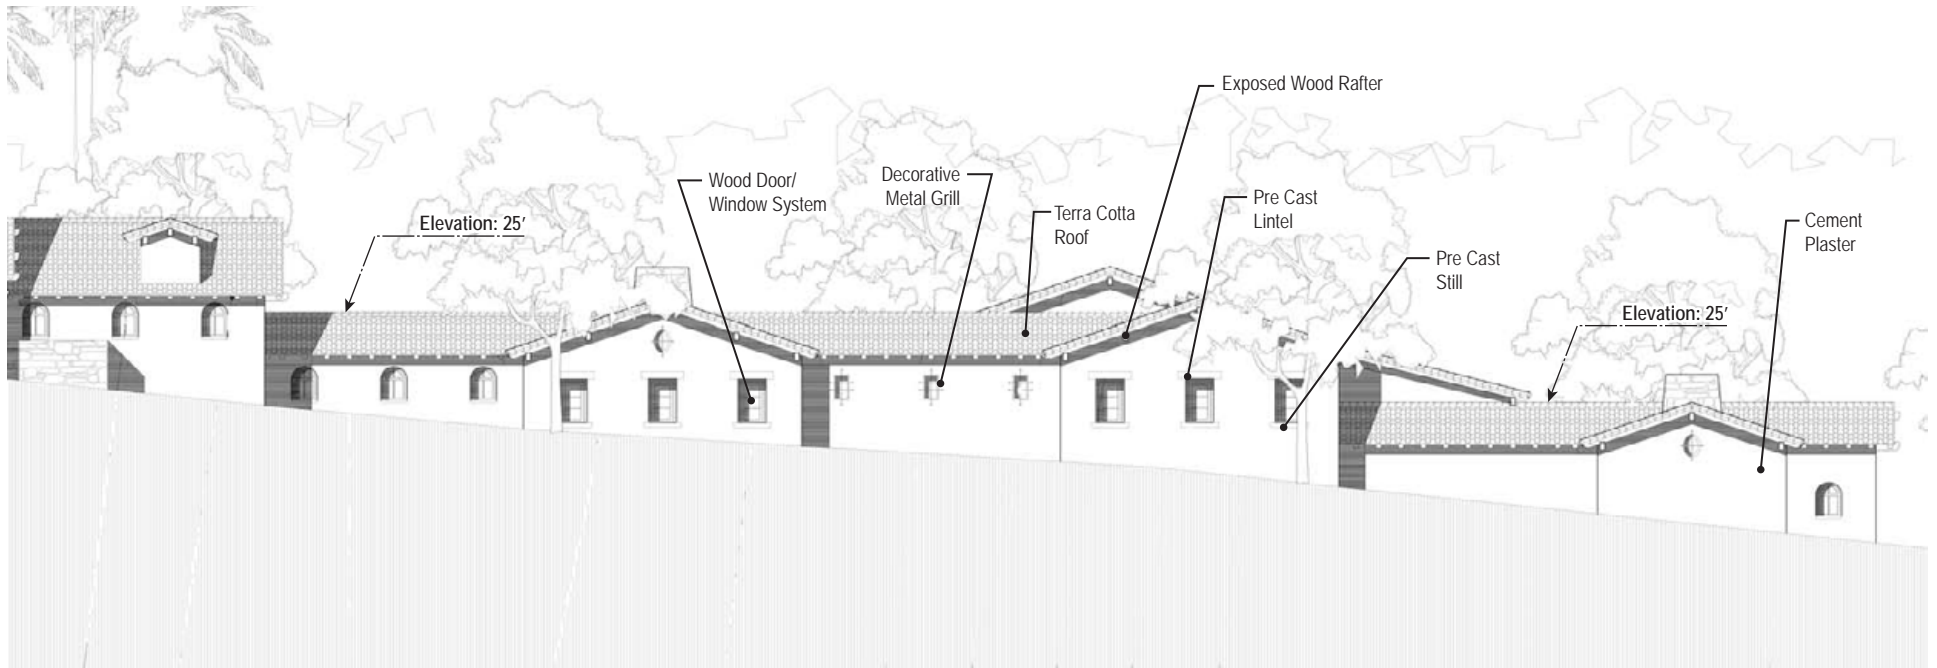 Exposed Wood Rafter
Wood Door/
Window System
Decorative
Metal Grill
Terra Cotta
Roof
Pre Cast
Lintel
Elevation: 25′
Cement
Plaster
Pre Cast
Still
Elevation: 25′